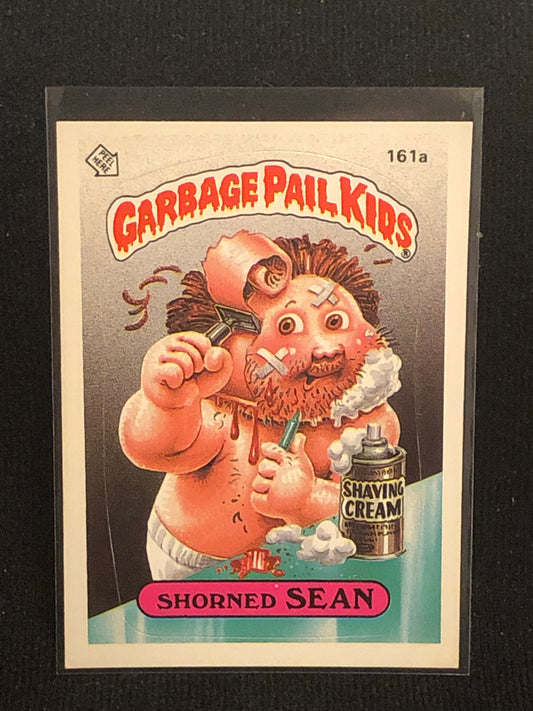 PEEL
HERE
161a
GARBAGE PAIL KIDS®
SHAVING
CREAM
SHORNED SEAN